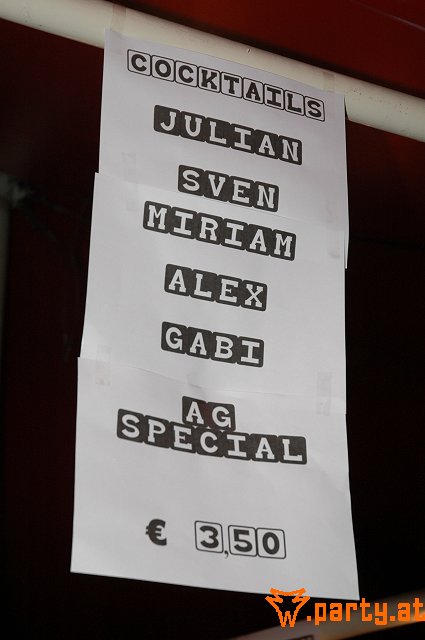 COCKTAILS
JULIAN
SVEN
MIRIAM
ALEX
GABI
AG
SPECIAL
€ 3,50
.party.at